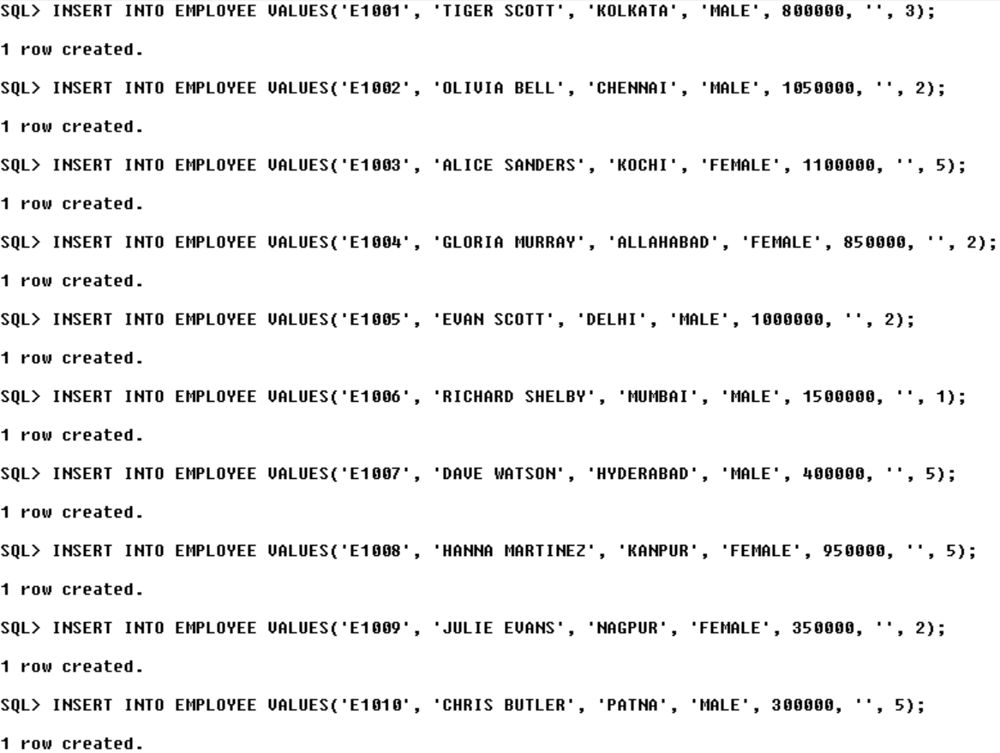 SQL> INSERT INTO EMPLOYEE VALUES('E1001', 'TIGER SCOTT', 'KOLKATA', 'MALE', 800000, '', 3);
1 row created.
SQL> INSERT INTO EMPLOYEE VALUES('E1002', 'OLIVIA BELL', 'CHENNAI', 'MALE', 1050000, '', 2);
1 row created.
SQL> INSERT INTO EMPLOYEE VALUES('E1003', 'ALICE SANDERS', 'KOCHI', 'FEMALE', 1100000, '', 5);
1 row created.
SQL> INSERT INTO EMPLOYEE VALUES('E1004', 'GLORIA MURRAY', 'ALLAHABAD', 'FEMALE', 850000, '', 2);
1 row created.
SQL> INSERT INTO EMPLOYEE VALUES('E1005', 'EVAN SCOTT', 'DELHI', 'MALE', 1000000, '', 2);
1 row created.
SQL> INSERT INTO EMPLOYEE VALUES('E1006', 'RICHARD SHELBY', 'MUMBAI', 'MALE', 1500000, '', 1);
1 row created.
SQL> INSERT INTO EMPLOYEE VALUES('E1007', 'DAVE WATSON', 'HYDERABAD', 'MALE', 400000, '', 5);
1 row created.
SQL> INSERT INTO EMPLOYEE VALUES('E1008', 'HANNA MARTINEZ', 'KANPUR', 'FEMALE', 950000, '', 5);
1 row created.
SQL> INSERT INTO EMPLOYEE VALUES('E1009', 'JULIE EVANS', 'NAGPUR', 'FEMALE', 350000, '', 2);
1 row created.
SQL> INSERT INTO EMPLOYEE VALUES('E1010', 'CHRIS BUTLER', 'PATNA', 'MALE', 300000, '', 5);
1 row created.